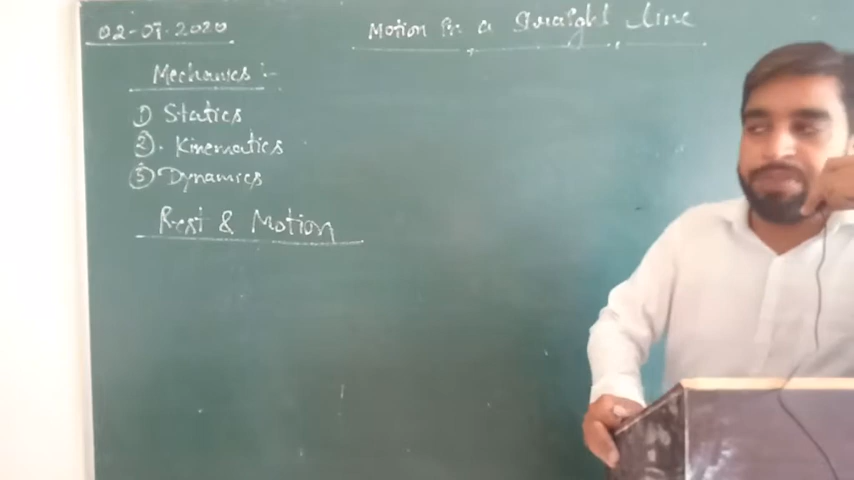 02-07-2020
Motion in a straight line
Mechanics :-
1) Statics
2). Kinematics
3) Dynamics
Rest & Motion